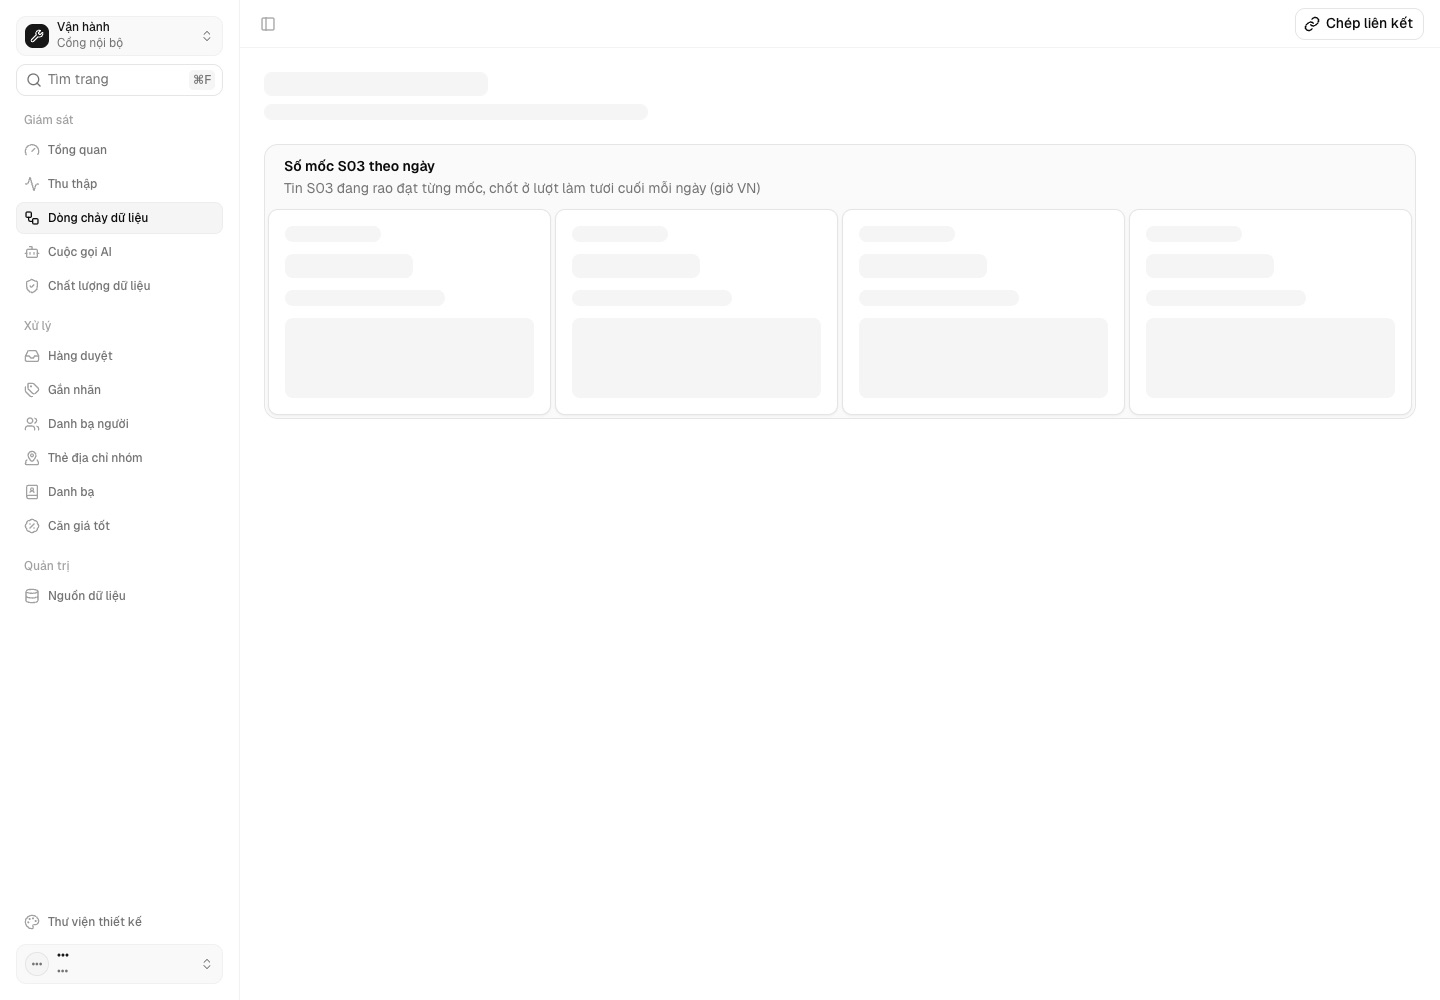 Vận hành
Cổng nội bộ
Tìm trang
⌘F
Giám sát
Tổng quan
Thu thập
Dòng chảy dữ liệu
Cuộc gọi AI
Chất lượng dữ liệu
Xử lý
Hàng duyệt
Gắn nhãn
Danh bạ người
Thẻ địa chỉ nhóm
Danh bạ
Căn giá tốt
Quản trị
Nguồn dữ liệu
Thư viện thiết kế
•••
•••
•••
Chép liên kết
Số mốc S03 theo ngày
Tin S03 đang rao đạt từng mốc, chốt ở lượt làm tươi cuối mỗi ngày (giờ VN)